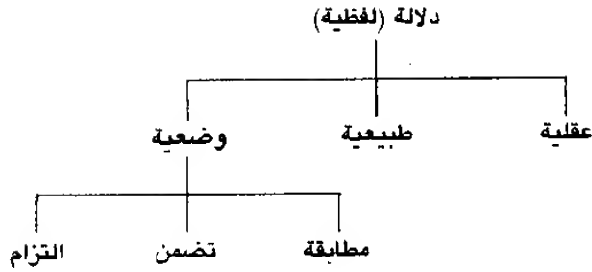 دلالة (لفظية)
عقلية طبيعية وضعية
مطابقة تضمن التزام